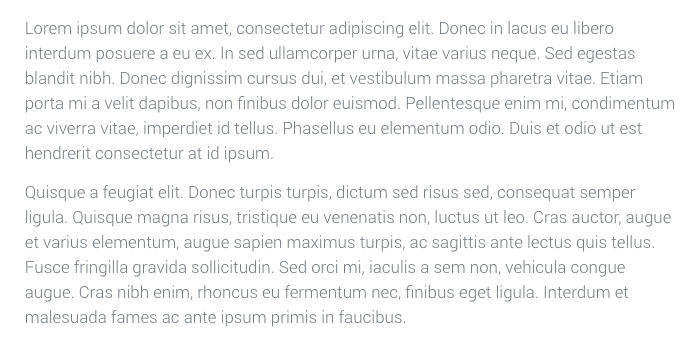 Lorem ipsum dolor sit amet, consectetur adipiscing elit. Donec in lacus eu libero
interdum posuere a eu ex. In sed ullamcorper urna, vitae varius neque. Sed egestas
blandit nibh. Donec dignissim cursus dui, et vestibulum massa pharetra vitae. Etiam
porta mi a velit dapibus, non finibus dolor euismod. Pellentesque enim mi, condimentum
ac viverra vitae, imperdiet id tellus. Phasellus eu elementum odio. Duis et odio ut est
hendrerit consectetur at id ipsum.
Quisque a feugiat elit. Donec turpis turpis, dictum sed risus sed, consequat semper
ligula. Quisque magna risus, tristique eu venenatis non, luctus ut leo. Cras auctor, augue
et varius elementum, augue sapien maximus turpis, ac sagittis ante lectus quis tellus.
Fusce fringilla gravida sollicitudin. Sed orci mi, iaculis a sem non, vehicula congue
augue. Cras nibh enim, rhoncus eu fermentum nec, finibus eget ligula. Interdum et
malesuada fames ac ante ipsum primis in faucibus.